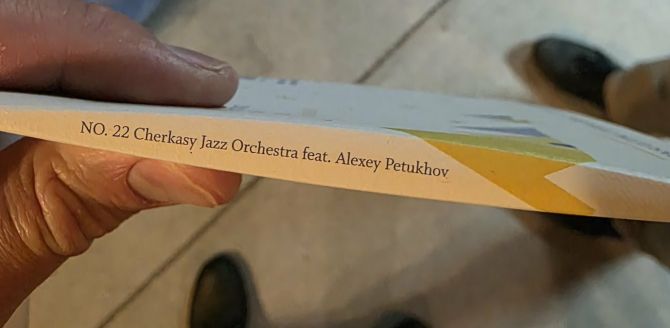 NO. 22 Cherkasy Jazz Orchestra feat. Alexey Petukhov